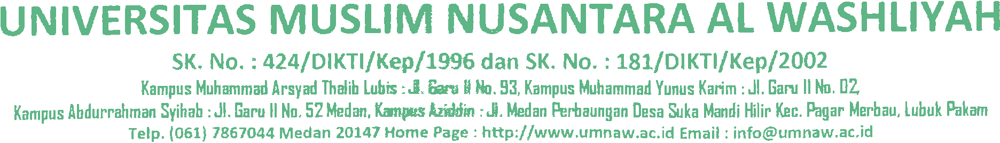 UNIVERSITAS MUSLIM NUSANTARA AL WASHLIYAH
SK. No. : 424/DIKTI/Kep/1996 dan SK. No. : 181/DIKTI/Kep/2002
Kampus Muhammad Arsyad Thalib Lubis : Jl. Garu II No. 93, Kampus Muhammad Yunus Karim : Jl. Garu II No. 02,
Kampus Abdurrahman Syihab : Jl. Garu II No. 52 Medan, Kampus Aziddin : Jl. Medan Perbaungan Desa Suka Mandi Hilir Kec. Pagar Merbau, Lubuk Pakam
Telp. (061) 7867044 Medan 20147 Home Page : http://www.umnaw.ac.id Email : info@umnaw.ac.id